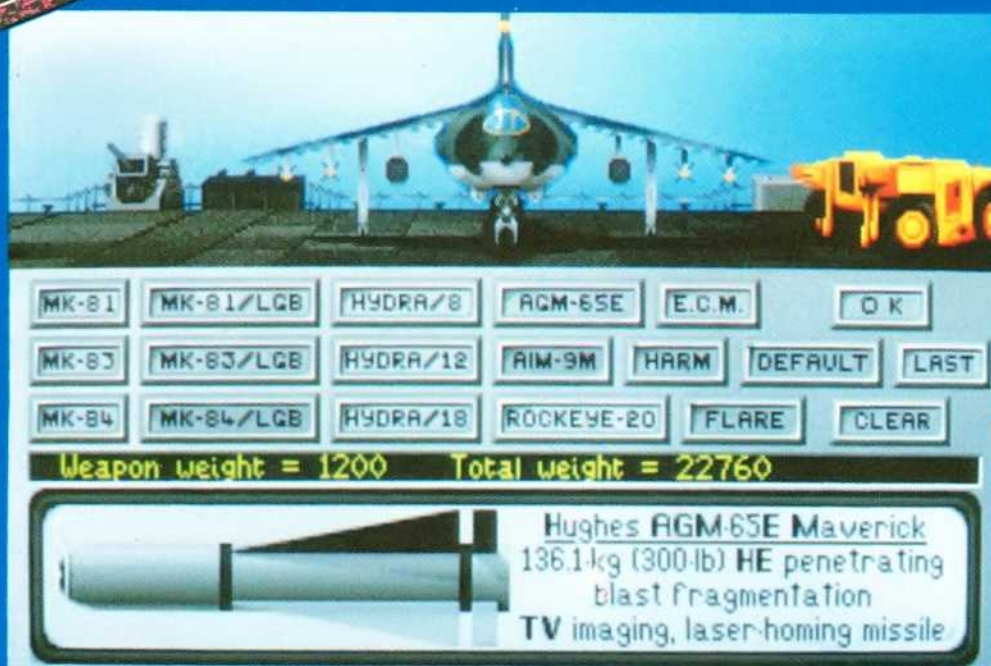 MK-81 MK-81/LGB HYDRA/8 AGM-65E E.C.M. OK
MK-83 MK-83/LGB HYDRA/12 AIM-9M HARM DEFAULT LAST
MK-84 MK-84/LGB HYDRA/18 ROCKEYE-20 FLARE CLEAR
Weapon weight = 1200 Total weight = 22760
Hughes AGM-65E Maverick
136.1-kg (300-lb) HE penetrating
blast fragmentation
TV imaging, laser-homing missile